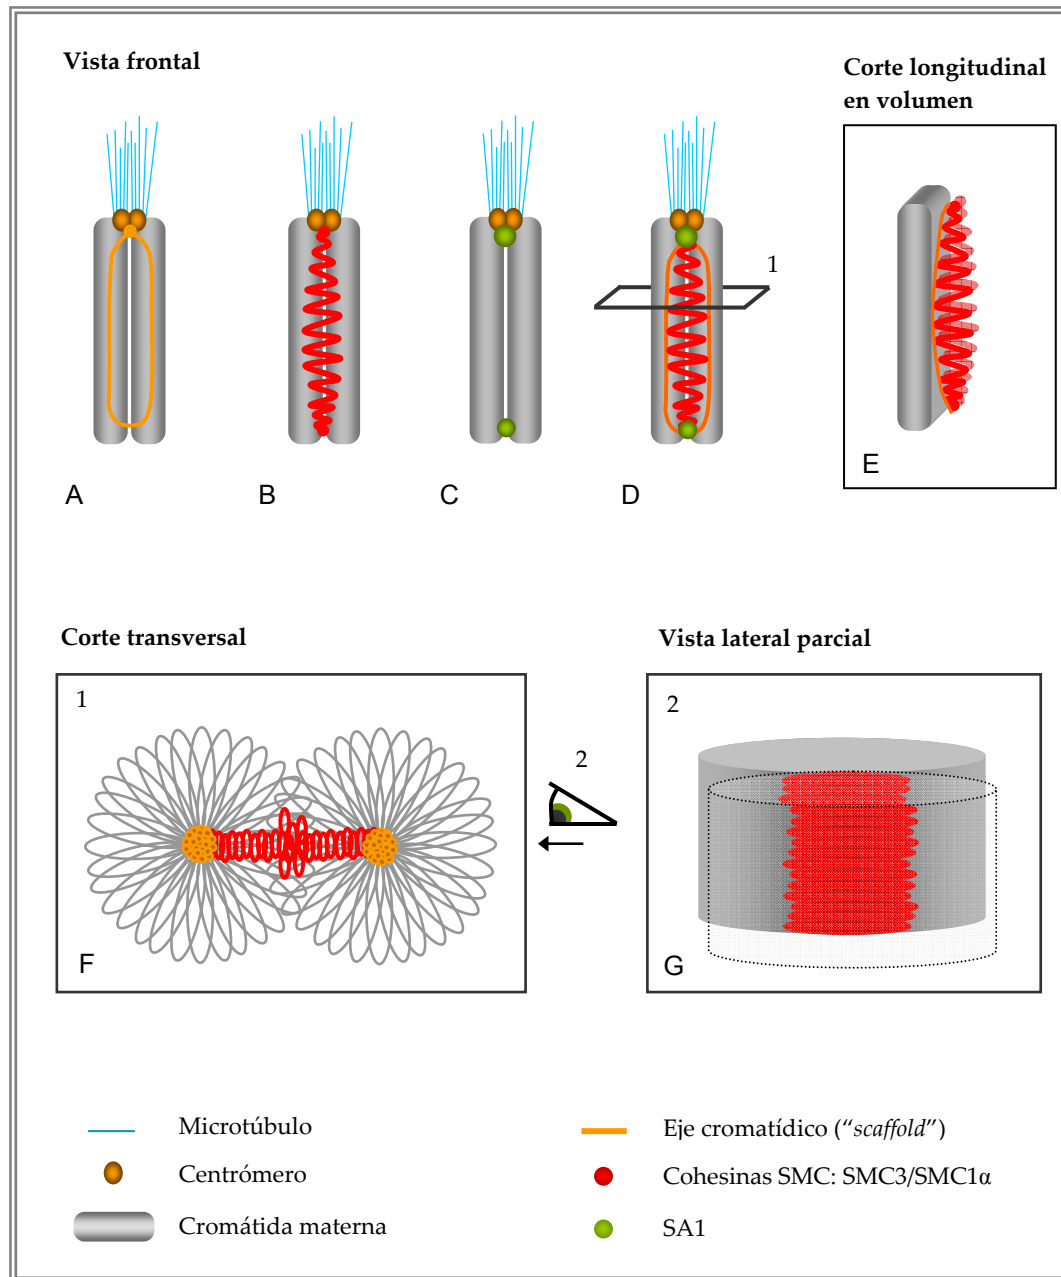 Vista frontal
Corte longitudinal
en volumen
1
A
B
C
D
E
Corte transversal
Vista lateral parcial
1
2
2
F
G
Microtúbulo
Eje cromatídico (“scaffold”)
Centrómero
Cohesinas SMC: SMC3/SMC1α
Cromátida materna
SA1